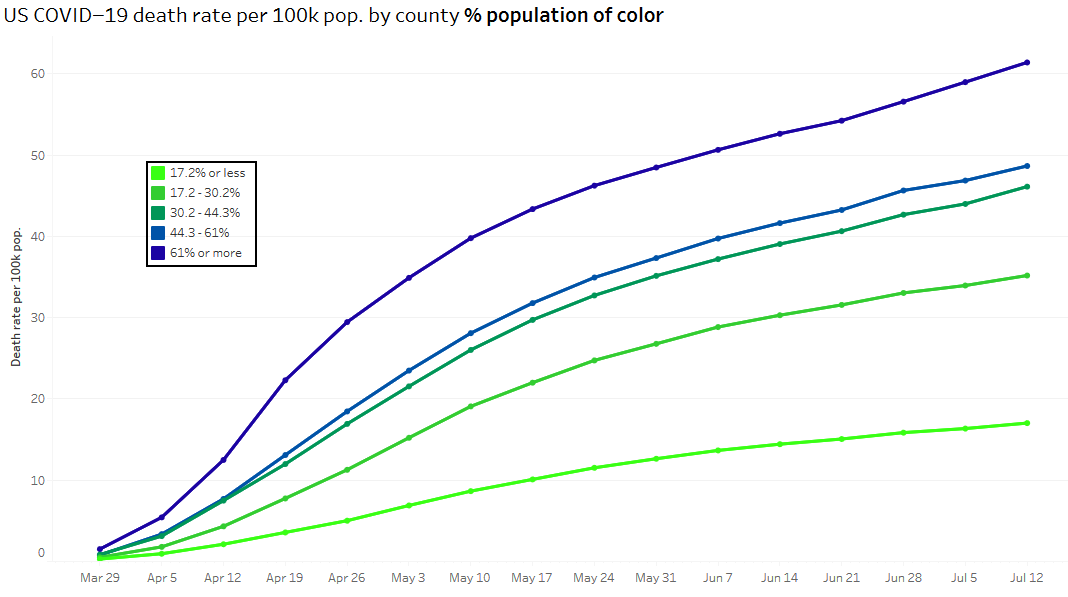 US COVID–19 death rate per 100k pop. by county % population of color
60
50
40
30
20
10
0
Death rate per 100k pop.
17.2% or less
17.2 - 30.2%
30.2 - 44.3%
44.3 - 61%
61% or more
Mar 29 Apr 5 Apr 12 Apr 19 Apr 26 May 3 May 10 May 17 May 24 May 31 Jun 7 Jun 14 Jun 21 Jun 28 Jul 5 Jul 12